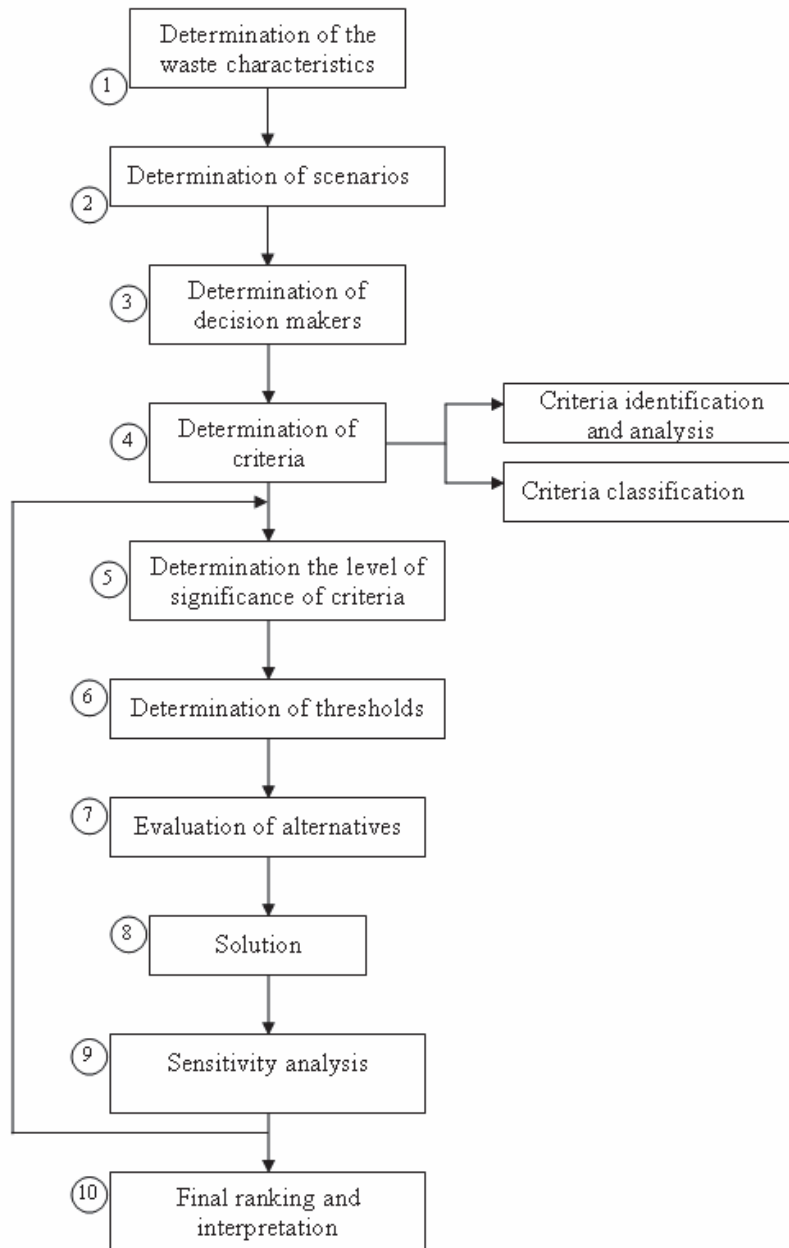 Determination of the
waste characteristics
1
Determination of scenarios
2
Determination of
decision makers
3
Determination of
criteria
4
Criteria identification
and analysis
Criteria classification
Determination the level of
significance of criteria
5
6
Determination of thresholds
7
Evaluation of alternatives
8
Solution
9
Sensitivity analysis
10
Final ranking and
interpretation